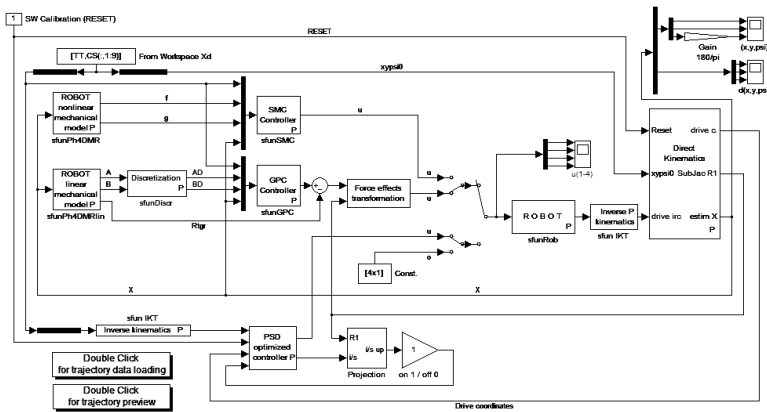 1
SW Calibration (RESET)
RESET
[TT,CS(:,1:9)]
From Workspace Xd
Gain
180/pi
(x,y,psi)
d(x,y,psi
xypsi0
ROBOT
nonlinear
mechanical
model P
sfunPh4DMR
f
g
SMC
Controller
P
sfunSMC
u
Reset
drive c.
Direct
Kinematics
xypsi0
SubJac R1
drive irc
estim X
P
u(1-4)
ROBOT
linear
mechanical
model P
sfunPh4DMRlin
A
B
Discretization
P
sfunDiscr
AD
BD
GPC
Controller
P
sfunGPC
Force effects
transformation
u
u
R O B O T
P
sfunRob
Inverse P
kinematics
sfun IKT
Rtgr
u
o
[4x1]
Const.
X
X
sfun IKT
Inverse kinematics P
PSD
optimized
controller P
R1
i/s up
i/s
Projection
1
on 1 / off 0
Double Click
for trajectory data loading
Double Click
for trajectory preview
Drive coordinates